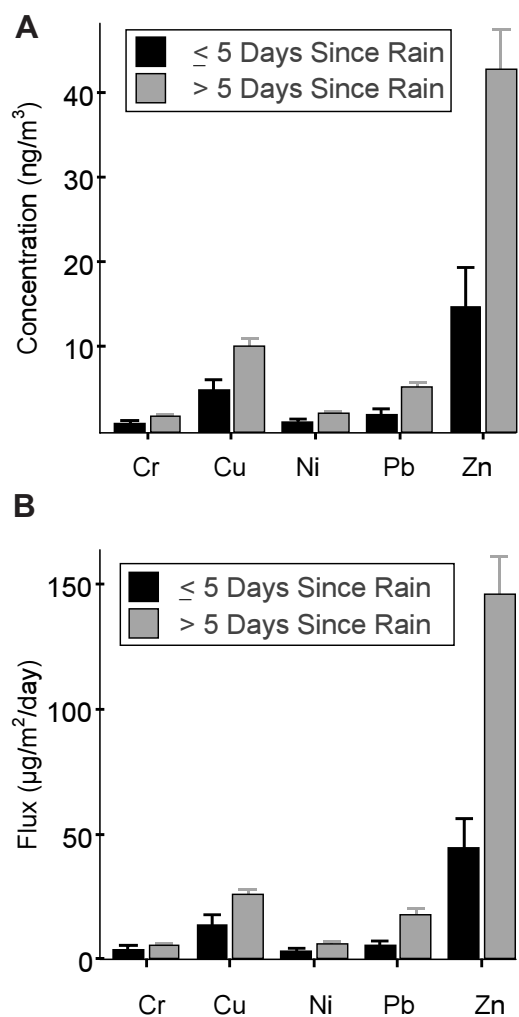 A
≤ 5 Days Since Rain
> 5 Days Since Rain
Concentration (ng/m³)
40
30
20
10
Cr Cu Ni Pb Zn
B
≤ 5 Days Since Rain
> 5 Days Since Rain
Flux (µg/m²/day)
150
100
50
0
Cr Cu Ni Pb Zn